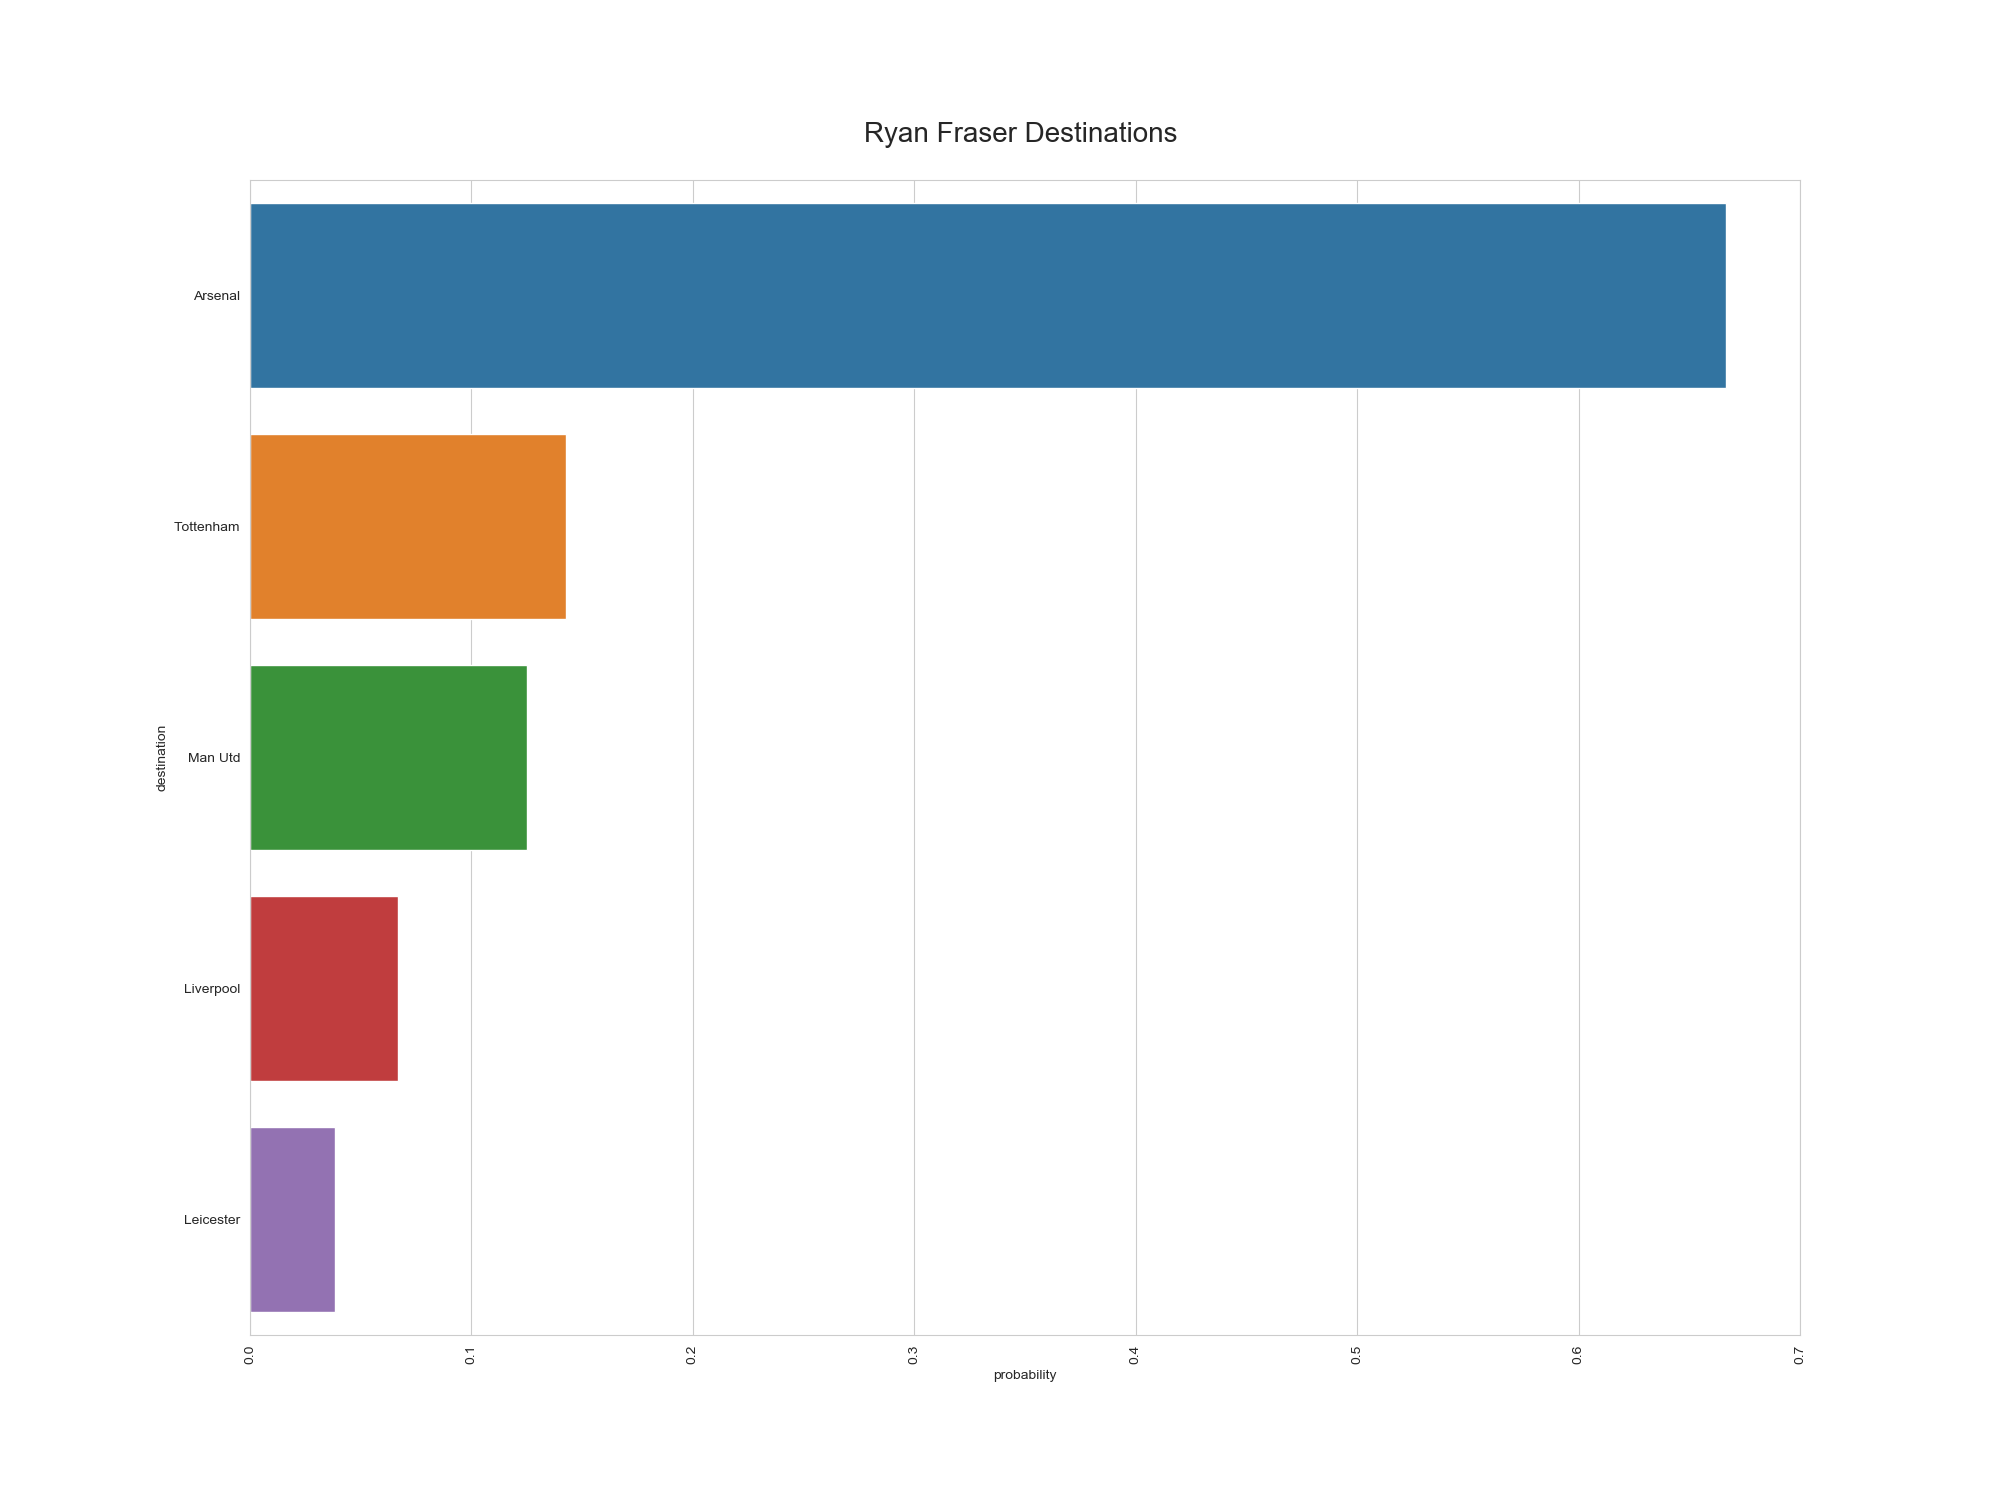 Ryan Fraser Destinations
Arsenal
Tottenham
Man Utd
Liverpool
Leicester
destination
0.0
0.1
0.2
0.3
0.4
0.5
0.6
0.7
probability